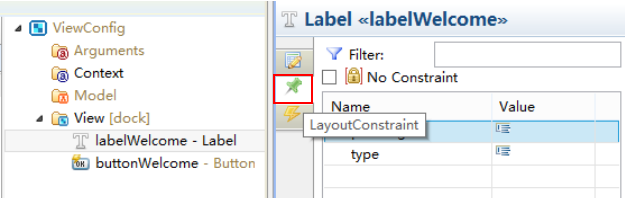 ViewConfig
Arguments
Context
Model
View [dock]
labelWelcome - Label
buttonWelcome - Button
Label «labelWelcome»
Filter:
No Constraint
Name Value
LayoutConstraint
type